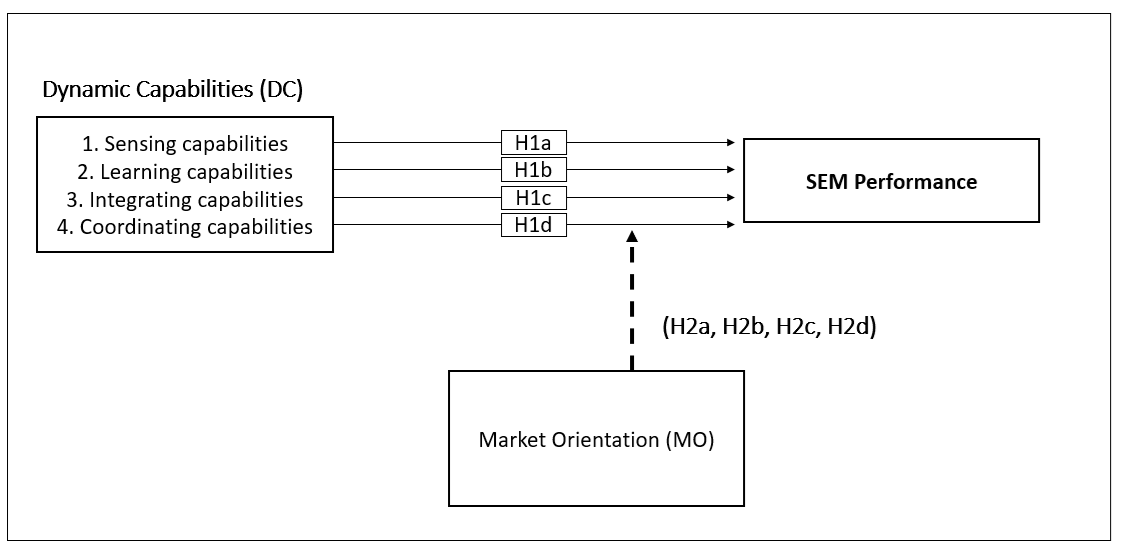 Dynamic Capabilities (DC)
1. Sensing capabilities
2. Learning capabilities
3. Integrating capabilities
4. Coordinating capabilities
H1a
H1b
H1c
H1d
SEM Performance
(H2a, H2b, H2c, H2d)
Market Orientation (MO)